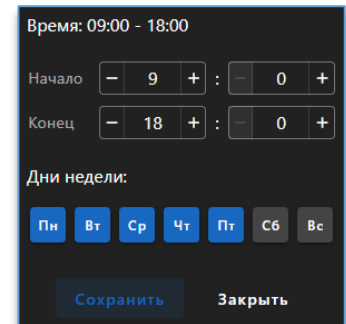 Время: 09:00 - 18:00
Начало − 9 + : − 0 +
Конец − 18 + : − 0 +
Дни недели:
Пн Вт Ср Чт Пт Сб Вс
Сохранить Закрыть